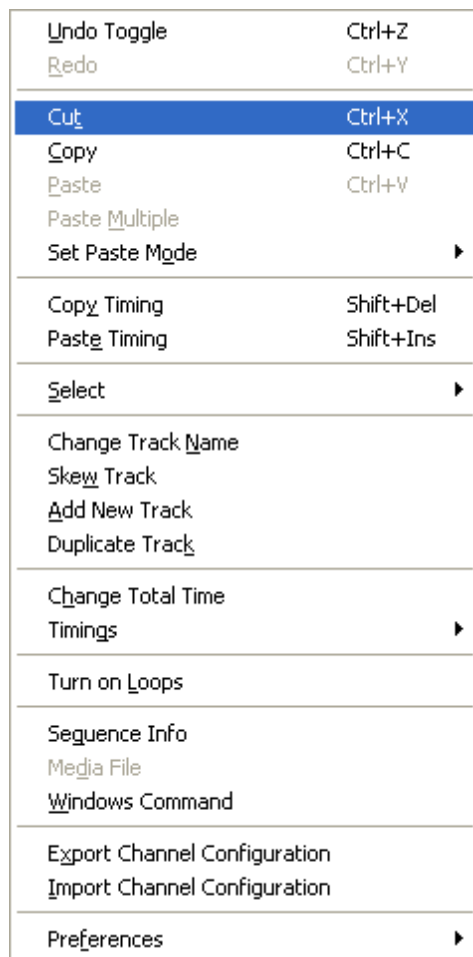 Undo Toggle Ctrl+Z
Redo Ctrl+Y
Cut Ctrl+X
Copy Ctrl+C
Paste Ctrl+V
Paste Multiple
Set Paste Mode
Copy Timing Shift+Del
Paste Timing Shift+Ins
Select
Change Track Name
Skew Track
Add New Track
Duplicate Track
Change Total Time
Timings
Turn on Loops
Sequence Info
Media File
Windows Command
Export Channel Configuration
Import Channel Configuration
Preferences